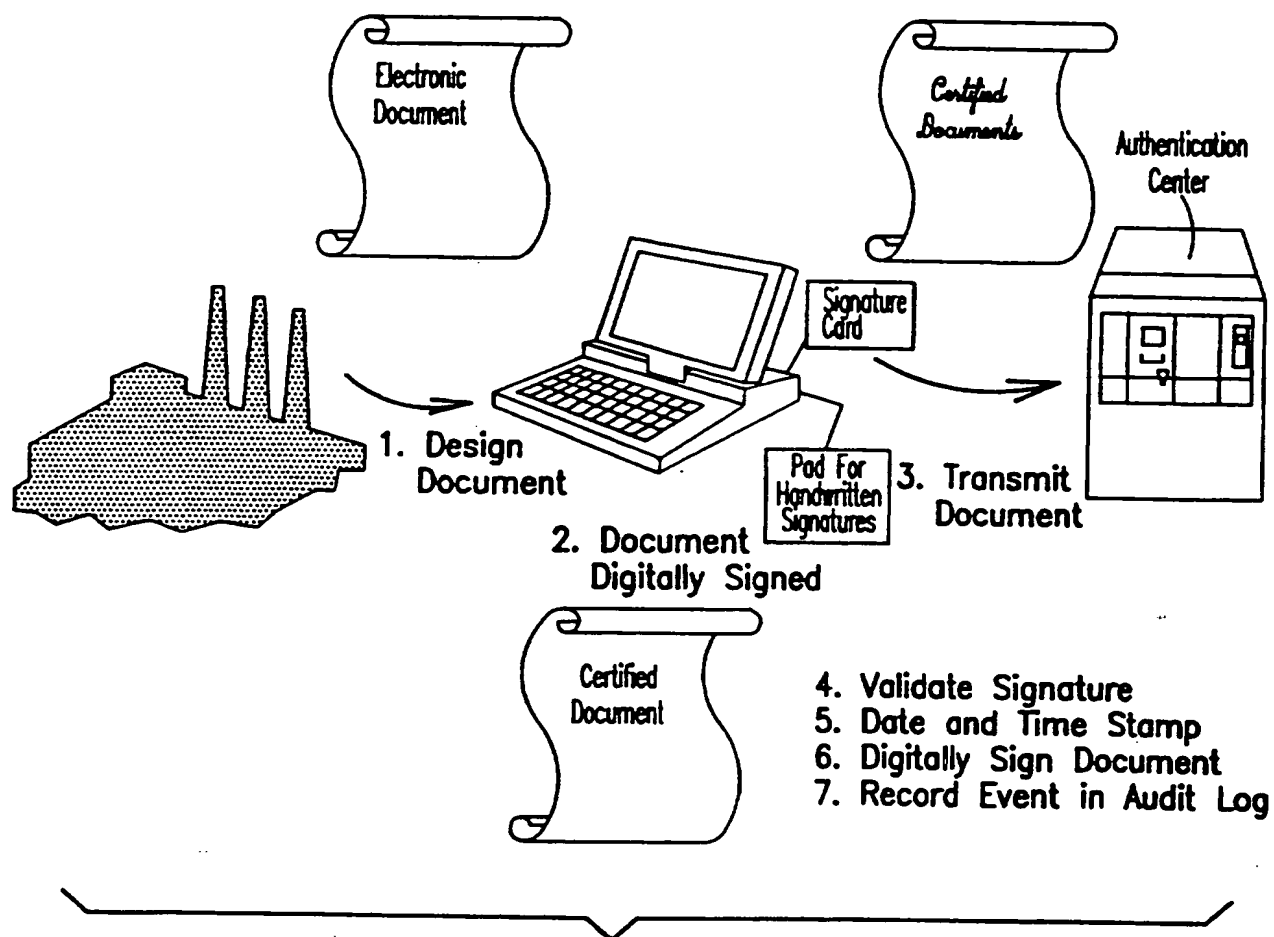 Electronic
Document
Certified
Documents
Authentication
Center
Signature
Card
1. Design
Document
Pad For
Handwritten
Signatures
3. Transmit
Document
2. Document
Digitally Signed
Certified
Document
4. Validate Signature
5. Date and Time Stamp
6. Digitally Sign Document
7. Record Event in Audit Log